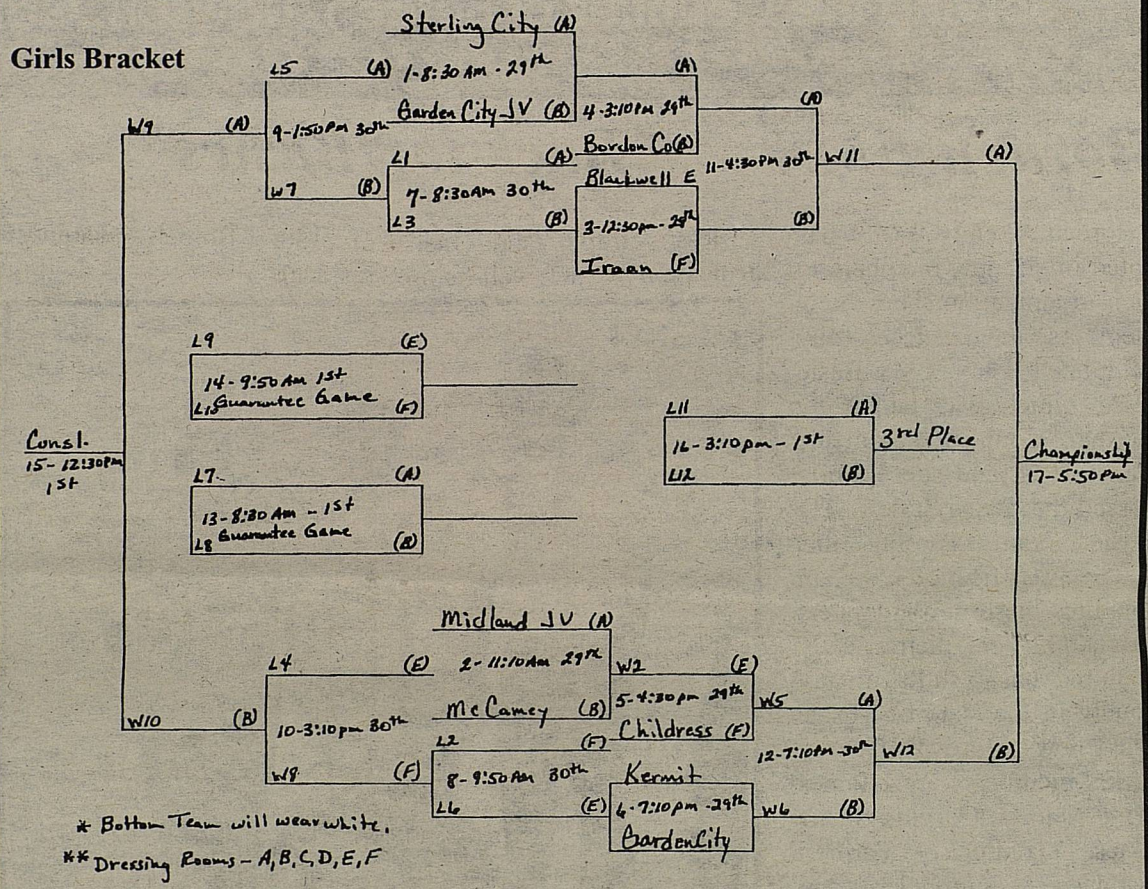 Girls Bracket
Sterling City (A)
L5 (A)
1-8:30 Am - 29th
(A)
Garden City JV (B)
4-3:10pm 29th
(A)
W9 (A)
9-1:50pm 30th
Bordon Co (B)
L1 (A)
Blackwell E
11-4:30PM 30th
W11 (A)
W7 (B)
7-8:30Am 30th
L3 (B)
3-12:30pm-29th
(B)
Iraan (F)
L9 (E)
14-9:50 Am 1st
Guarantee Game
(F)
L11 (A)
16-3:10pm-1st
3rd Place
L12 (B)
Consl.
15-12:30pm
1st
Championship
17-5:50pm
L7 (A)
13-8:30 Am - 1st
Guarantee Game
L8 (B)
Midland JV (A)
L4 (E)
2-11:10Am 29th
W2 (E)
McCamey (B)
5-4:30pm 29th
W5 (A)
W10 (B)
10-3:10pm 30th
Childress (F)
L2 (F)
12-7:10pm-30th
W12 (B)
W8 (F)
8-9:50Am 30th
Kermit
L6 (E)
6-7:10pm-29th
W6 (B)
Garden City
* Bottom Team will wear white.
** Dressing Rooms - A, B, C, D, E, F